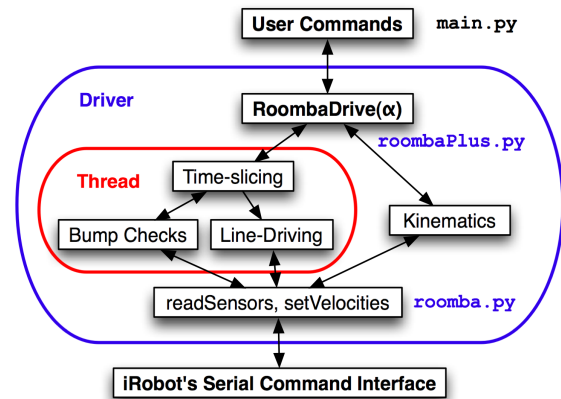 User Commands
main.py
Driver
RoombaDrive(α)
roombaPlus.py
Thread
Time-slicing
Bump Checks
Line-Driving
Kinematics
readSensors, setVelocities
roomba.py
iRobot's Serial Command Interface